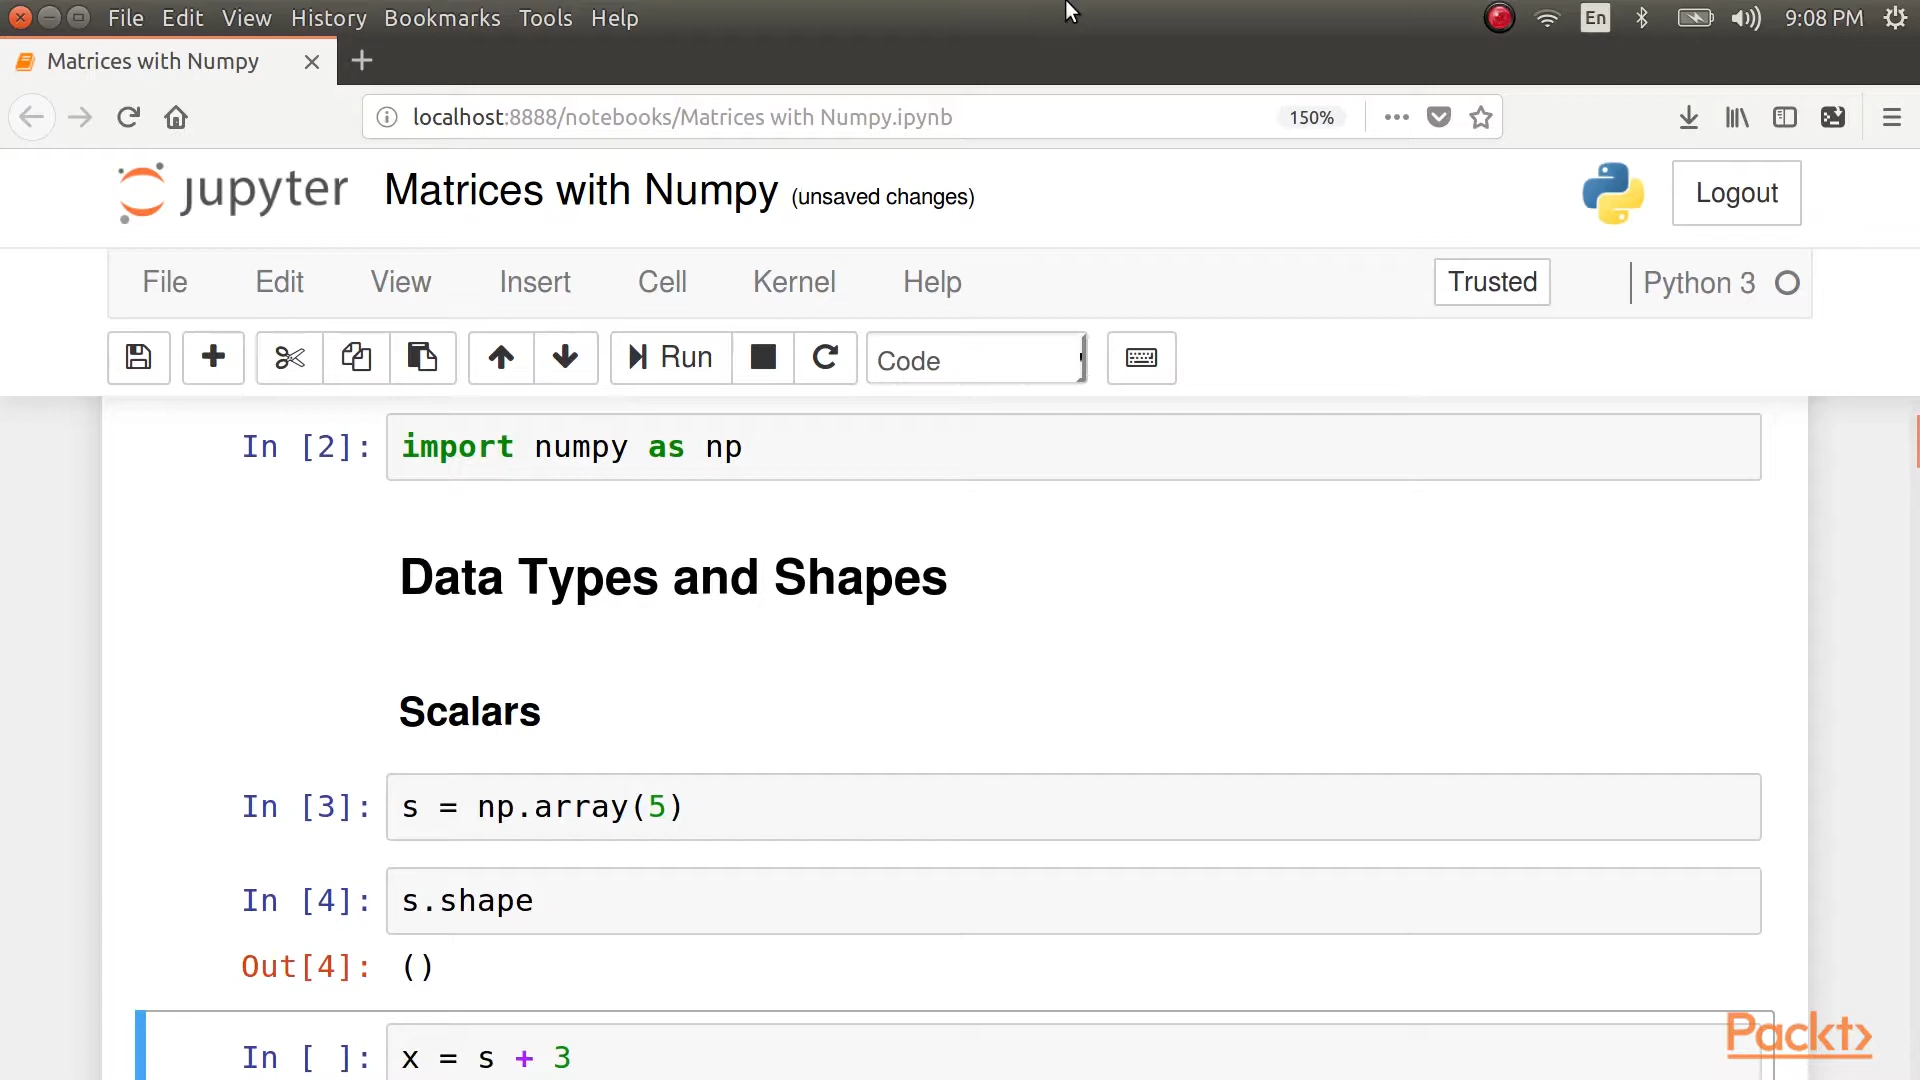 File Edit View History Bookmarks Tools Help
En 9:08 PM
Matrices with Numpy
localhost:8888/notebooks/Matrices with Numpy.ipynb 150%
jupyter Matrices with Numpy (unsaved changes) Logout
File Edit View Insert Cell Kernel Help Trusted Python 3
Run Code
In [2]: import numpy as np
Data Types and Shapes
Scalars
In [3]: s = np.array(5)
In [4]: s.shape
Out[4]: ()
In [ ]: x = s + 3
Packt>